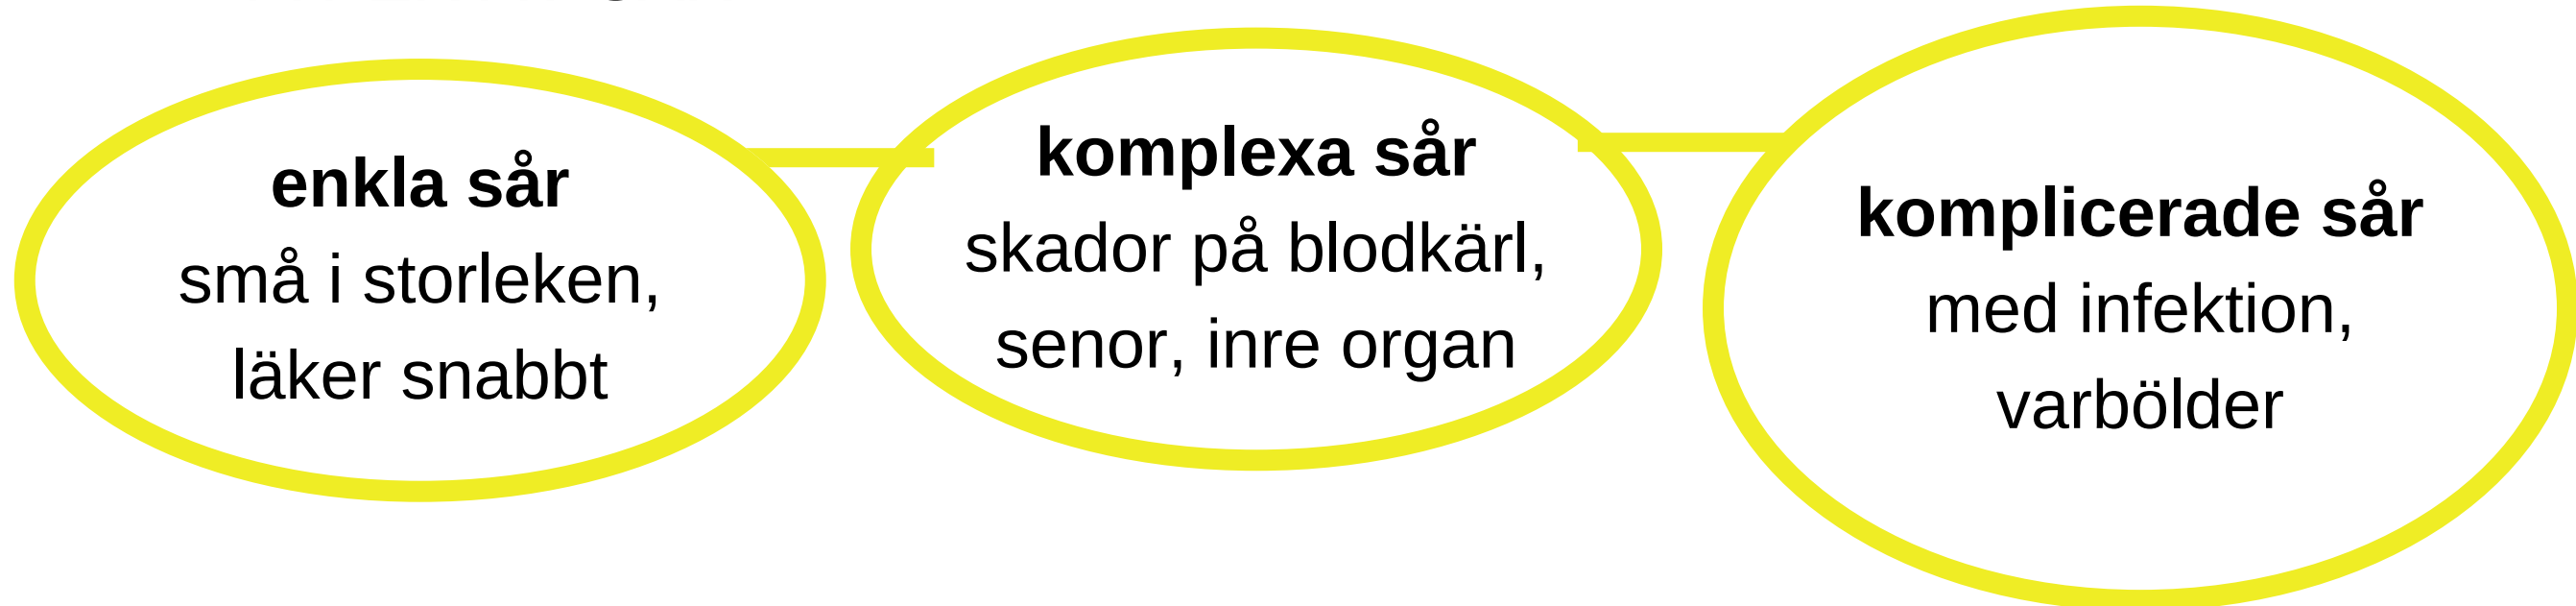 enkla sår
små i storleken,
läker snabbt
komplexa sår
skador på blodkärl,
senor, inre organ
komplicerade sår
med infektion,
varbölder